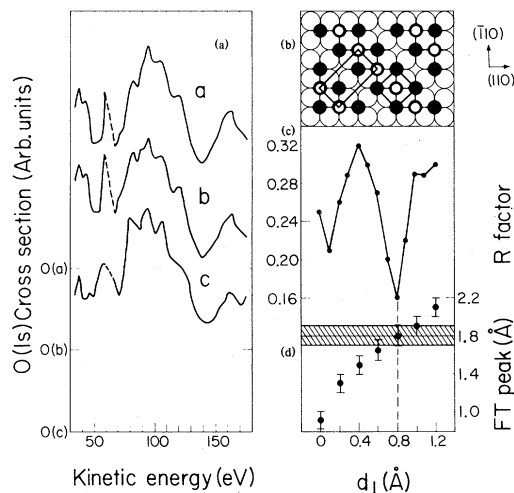 (a)
a
b
c
O(a)
O(b)
O(c)
50
100
150
O(1s)Cross section (Arb. units)
Kinetic energy (eV)
(b)
(1̄10)
(110)
(c)
0.32
0.28
0.24
0.20
0.16
R factor
(d)
2.2
1.8
1.4
1.0
FT peak (Å)
0
0.4
0.8
1.2
d⊥(Å)